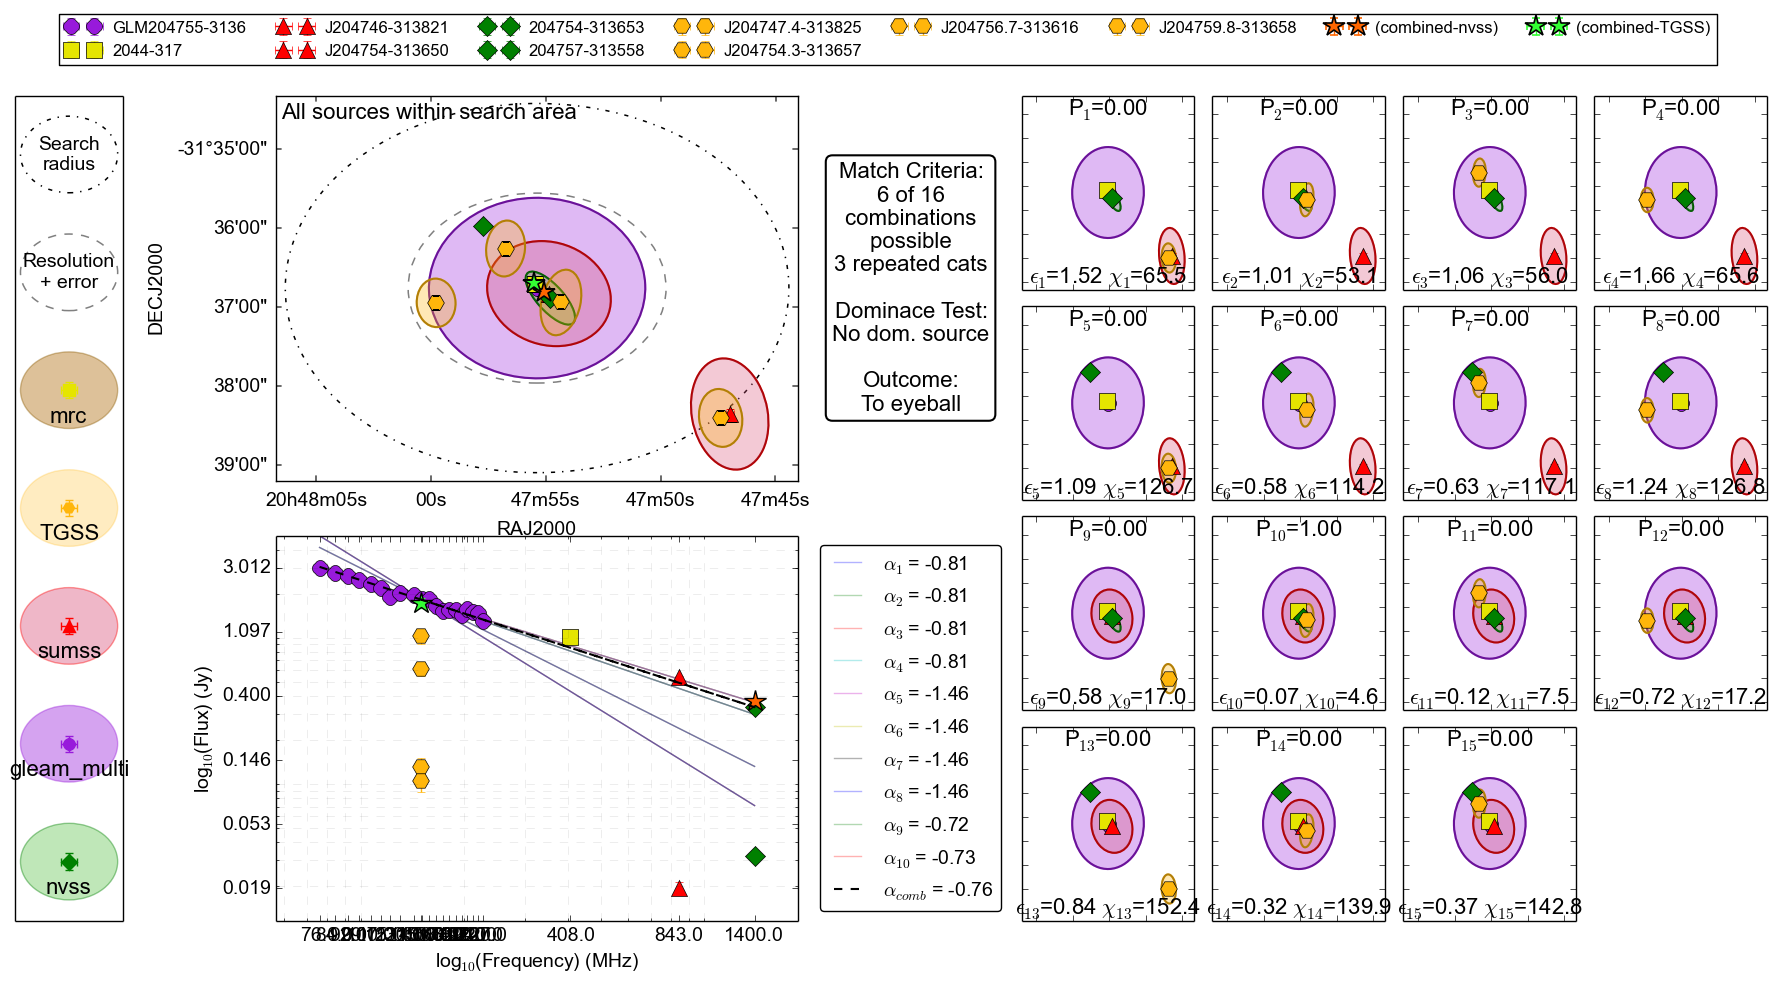 GLM204755-3136 J204746-313821 204754-313653 J204747.4-313825 J204756.7-313616 J204759.8-313658 (combined-nvss) (combined-TGSS)
2044-317 J204754-313650 204757-313558 J204754.3-313657
Search
radius
Resolution
+ error
mrc
TGSS
sumss
gleam_multi
nvss
All sources within search area
DECJ2000
-31°35'00"
36'00"
37'00"
38'00"
39'00"
20h48m05s 00s 47m55s 47m50s 47m45s
RAJ2000
Match Criteria:
6 of 16
combinations
possible
3 repeated cats
Dominace Test:
No dom. source
Outcome:
To eyeball
log10(Flux) (Jy)
3.012
1.097
0.400
0.146
0.053
0.019
408.0 843.0 1400.0
log10(Frequency) (MHz)
α1 = -0.81
α2 = -0.81
α3 = -0.81
α4 = -0.81
α5 = -1.46
α6 = -1.46
α7 = -1.46
α8 = -1.46
α9 = -0.72
α10 = -0.73
αcomb = -0.76
P1=0.00 P2=0.00 P3=0.00 P4=0.00
ϵ1=1.52 χ1=65.5 ϵ2=1.01 χ2=53.1 ϵ3=1.06 χ3=56.0 ϵ4=1.66 χ4=65.6
P5=0.00 P6=0.00 P7=0.00 P8=0.00
ϵ5=1.09 χ5=126.7 ϵ6=0.58 χ6=114.2 ϵ7=0.63 χ7=117.1 ϵ8=1.24 χ8=126.8
P9=0.00 P10=1.00 P11=0.00 P12=0.00
ϵ9=0.58 χ9=17.0 ϵ10=0.07 χ10=4.6 ϵ11=0.12 χ11=7.5 ϵ12=0.72 χ12=17.2
P13=0.00 P14=0.00 P15=0.00
ϵ13=0.84 χ13=152.4 ϵ14=0.32 χ14=139.9 ϵ15=0.37 χ15=142.8